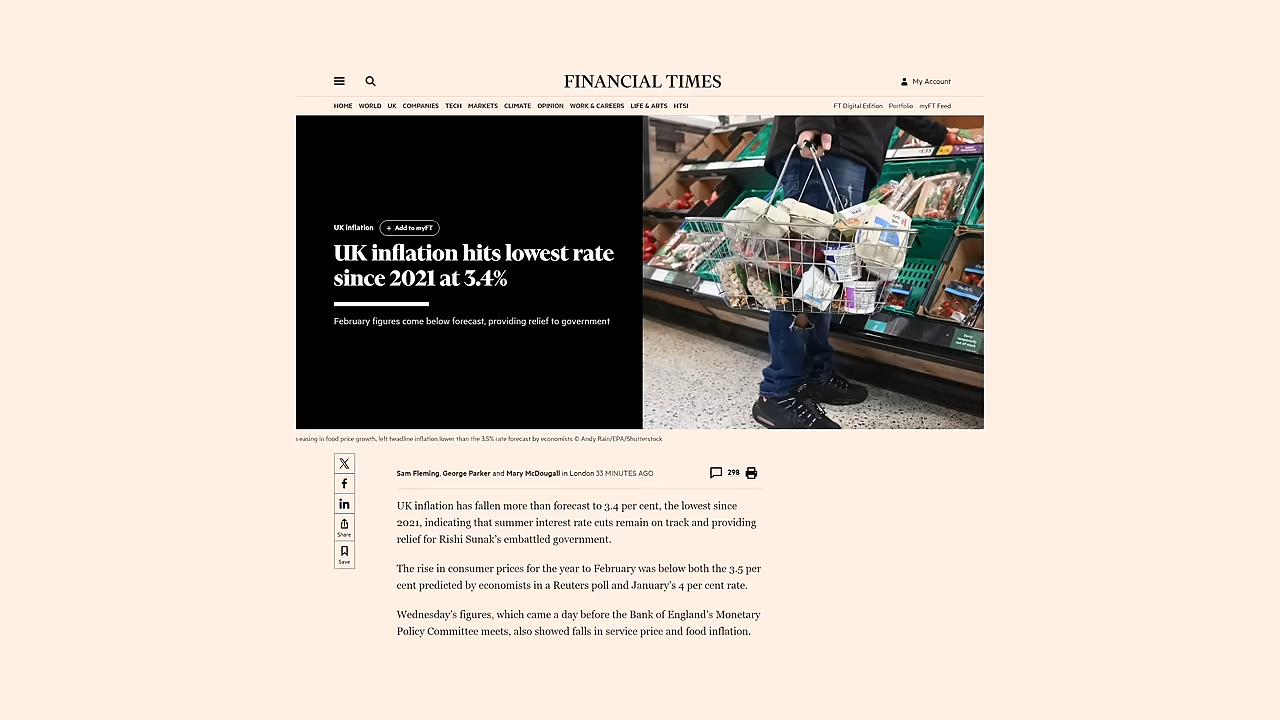 FINANCIAL TIMES
My Account
HOME WORLD UK COMPANIES TECH MARKETS CLIMATE OPINION WORK & CAREERS LIFE & ARTS HTSI
FT Digital Edition Portfolio myFT Feed
UK inflation + Add to myFT
UK inflation hits lowest rate
since 2021 at 3.4%
February figures come below forecast, providing relief to government
s easing in food price growth, left headline inflation lower than the 3.5% rate forecast by economists © Andy Rain/EPA/Shutterstock
Sam Fleming, George Parker and Mary McDougall in London 33 MINUTES AGO
298
Share
Save
UK inflation has fallen more than forecast to 3.4 per cent, the lowest since
2021, indicating that summer interest rate cuts remain on track and providing
relief for Rishi Sunak's embattled government.
The rise in consumer prices for the year to February was below both the 3.5 per
cent predicted by economists in a Reuters poll and January's 4 per cent rate.
Wednesday's figures, which came a day before the Bank of England's Monetary
Policy Committee meets, also showed falls in service price and food inflation.